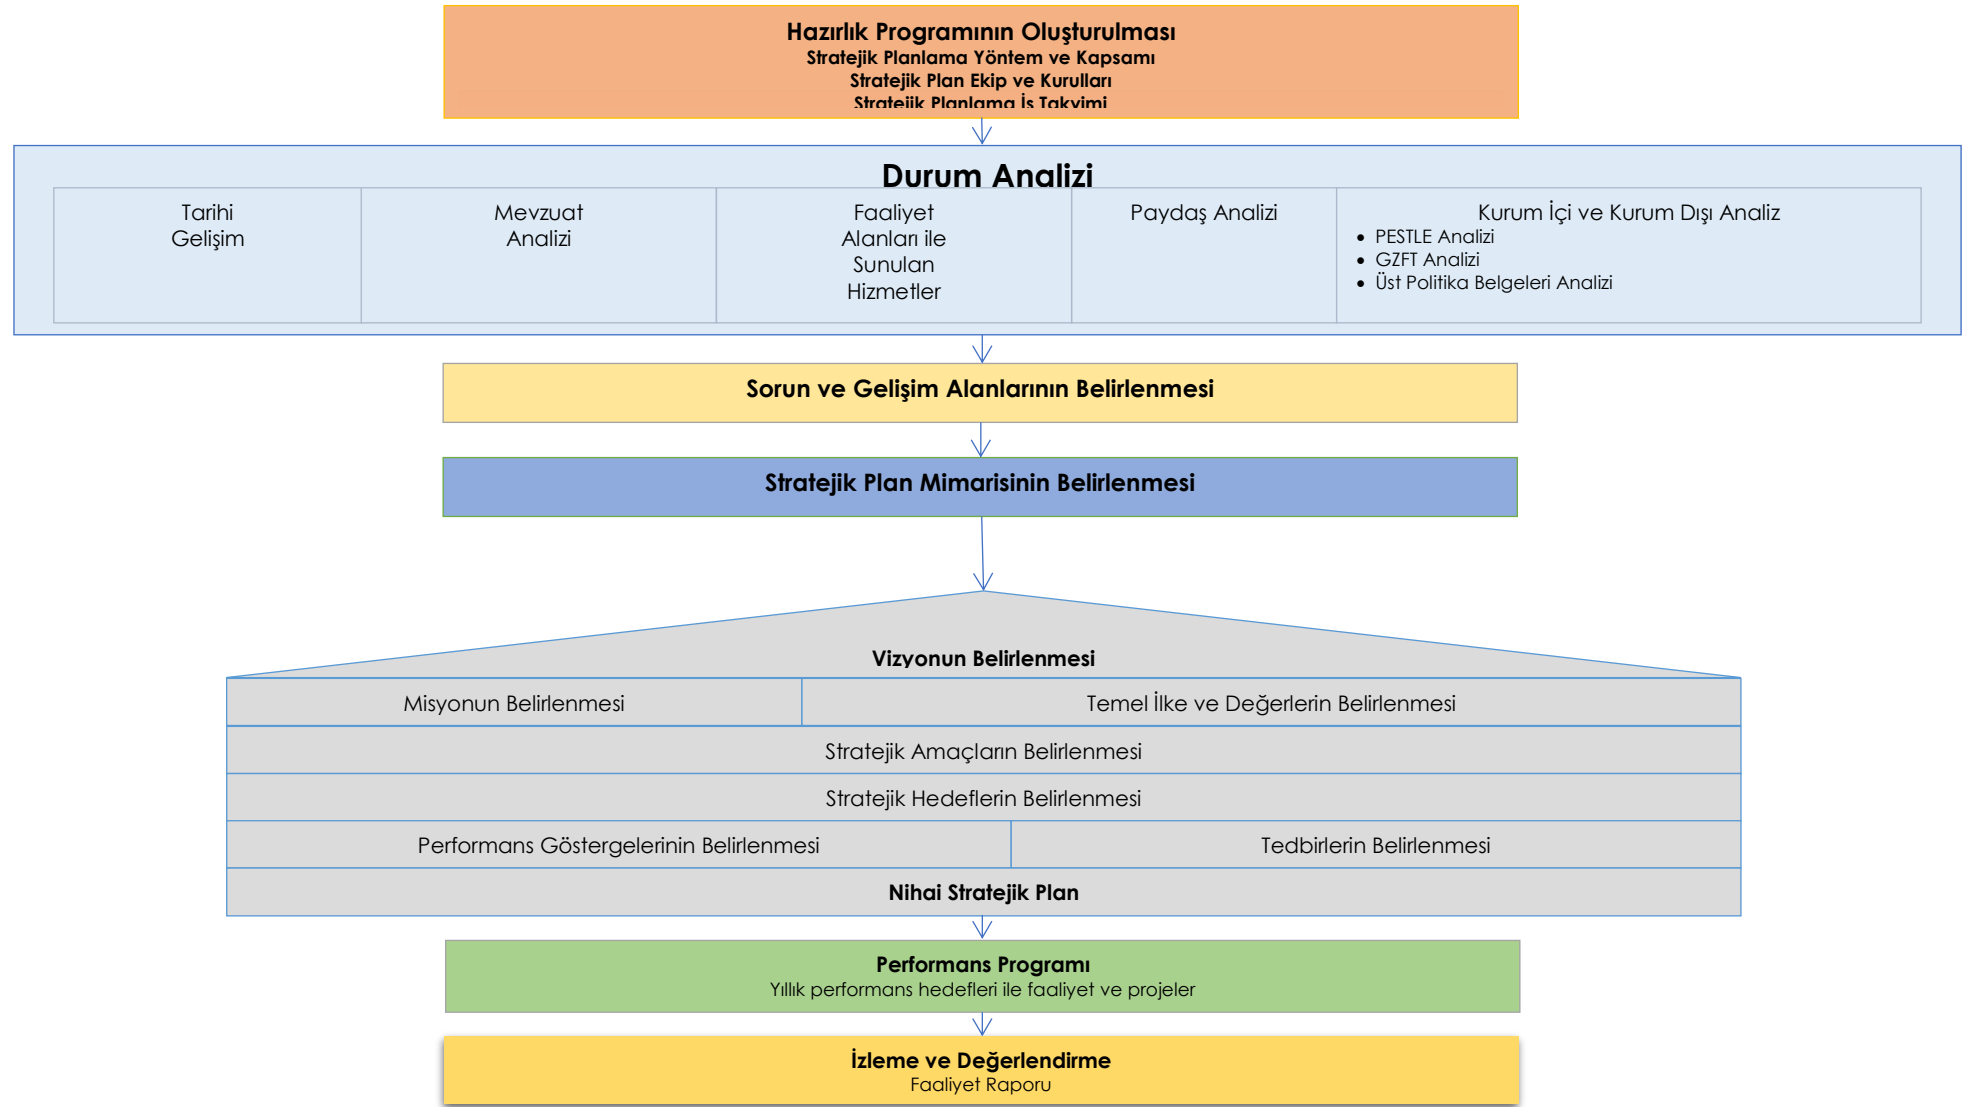 Hazırlık Programının Oluşturulması
Stratejik Planlama Yöntem ve Kapsamı
Stratejik Plan Ekip ve Kurulları
Stratejik Planlama İş Takvimi
Durum Analizi
Tarihi
Gelişim
Mevzuat
Analizi
Faaliyet
Alanları ile
Sunulan
Hizmetler
Paydaş Analizi
Kurum İçi ve Kurum Dışı Analiz
• PESTLE Analizi
• GZFT Analizi
• Üst Politika Belgeleri Analizi
Sorun ve Gelişim Alanlarının Belirlenmesi
Stratejik Plan Mimarisinin Belirlenmesi
Vizyonun Belirlenmesi
Misyonun Belirlenmesi
Temel İlke ve Değerlerin Belirlenmesi
Stratejik Amaçların Belirlenmesi
Stratejik Hedeflerin Belirlenmesi
Performans Göstergelerinin Belirlenmesi
Tedbirlerin Belirlenmesi
Nihai Stratejik Plan
Performans Programı
Yıllık performans hedefleri ile faaliyet ve projeler
İzleme ve Değerlendirme
Faaliyet Raporu